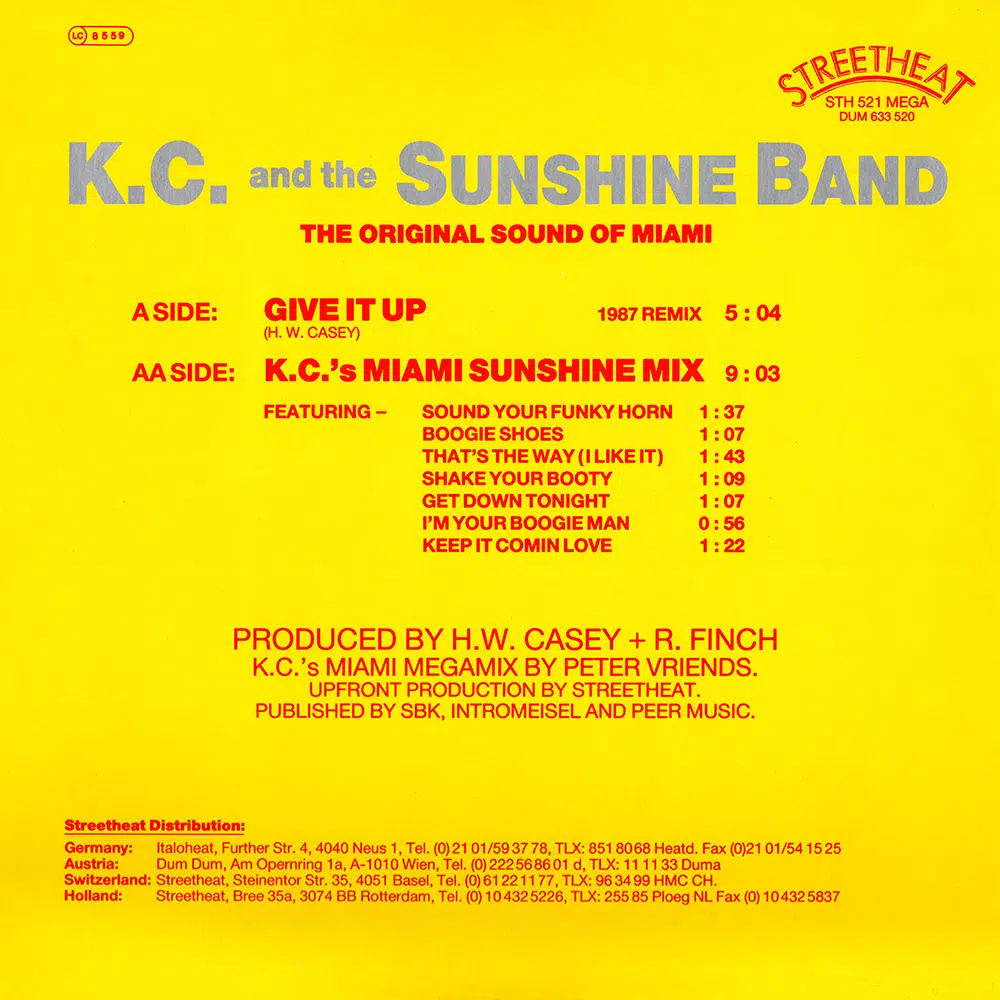 LC 8559
STREETHEAT
STH 521 MEGA
DUM 633 520
K.C. and the SUNSHINE BAND
THE ORIGINAL SOUND OF MIAMI
A SIDE: GIVE IT UP 1987 REMIX 5 : 04
(H. W. CASEY)
AA SIDE: K.C.'s MIAMI SUNSHINE MIX 9 : 03
FEATURING – SOUND YOUR FUNKY HORN 1 : 37
BOOGIE SHOES 1 : 07
THAT'S THE WAY (I LIKE IT) 1 : 43
SHAKE YOUR BOOTY 1 : 09
GET DOWN TONIGHT 1 : 07
I'M YOUR BOOGIE MAN 0 : 56
KEEP IT COMIN LOVE 1 : 22
PRODUCED BY H.W. CASEY + R. FINCH
K.C.'s MIAMI MEGAMIX BY PETER VRIENDS.
UPFRONT PRODUCTION BY STREETHEAT.
PUBLISHED BY SBK, INTROMEISEL AND PEER MUSIC.
Streetheat Distribution:
Germany: Italoheat, Further Str. 4, 4040 Neus 1, Tel. (0) 21 01/59 37 78, TLX: 851 80 68 Heatd. Fax (0)21 01/54 15 25
Austria: Dum Dum, Am Opernring 1a, A-1010 Wien, Tel. (0) 222 56 86 01 d, TLX: 11 11 33 Duma
Switzerland: Streetheat, Steinentor Str. 35, 4051 Basel, Tel. (0) 61 22 11 77, TLX: 96 34 99 HMC CH.
Holland: Streetheat, Bree 35a, 3074 BB Rotterdam, Tel. (0) 10 432 5226, TLX: 255 85 Ploeg NL Fax (0) 10 432 5837